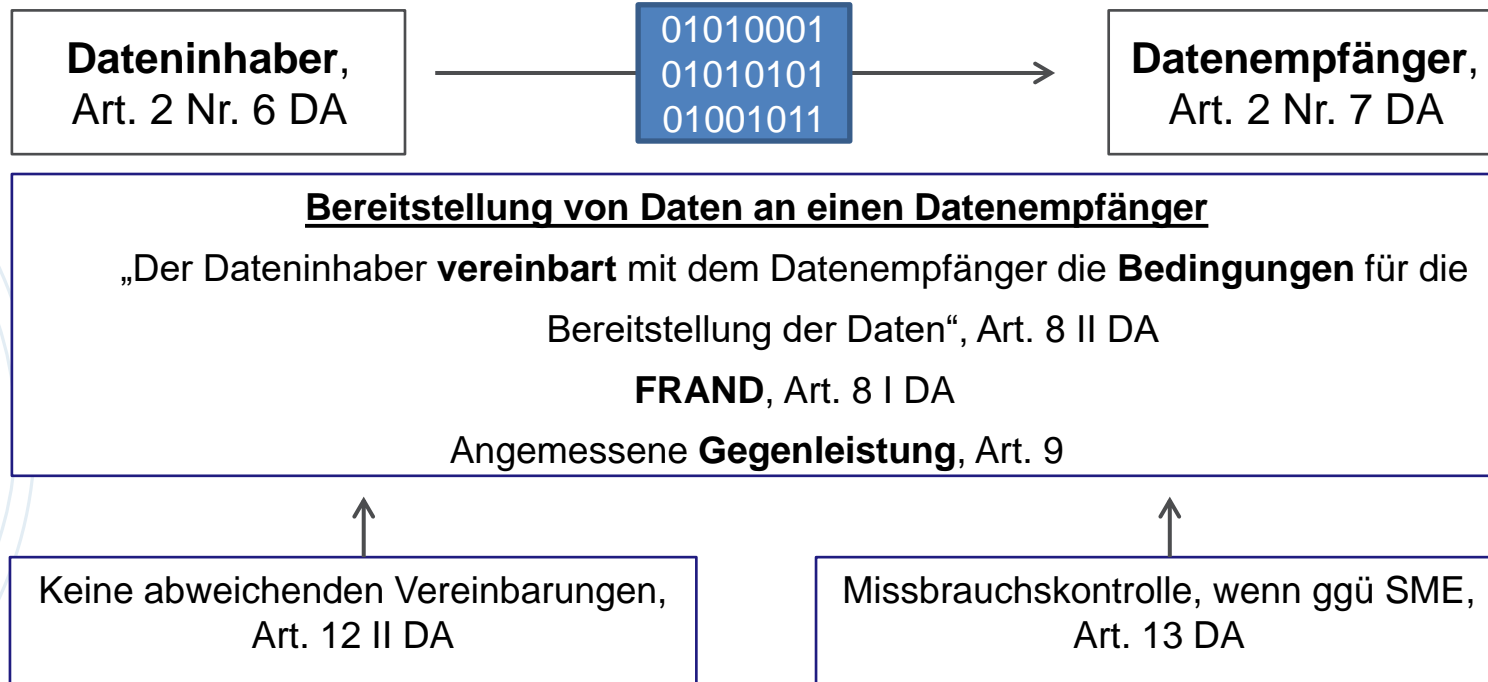 Dateninhaber,
Art. 2 Nr. 6 DA
01010001
01010101
01001011
Datenempfänger,
Art. 2 Nr. 7 DA
Bereitstellung von Daten an einen Datenempfänger
„Der Dateninhaber vereinbart mit dem Datenempfänger die Bedingungen für die
Bereitstellung der Daten“, Art. 8 II DA
FRAND, Art. 8 I DA
Angemessene Gegenleistung, Art. 9
Keine abweichenden Vereinbarungen,
Art. 12 II DA
Missbrauchskontrolle, wenn ggü SME,
Art. 13 DA